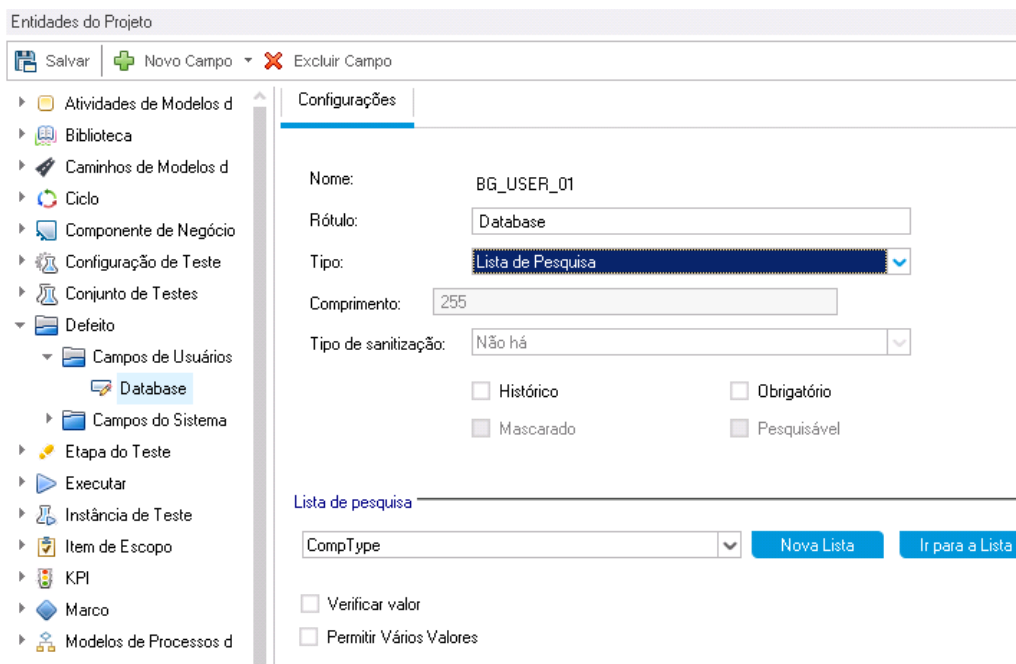 Entidades do Projeto
Salvar Novo Campo Excluir Campo
Atividades de Modelos d
Biblioteca
Caminhos de Modelos d
Ciclo
Componente de Negócio
Configuração de Teste
Conjunto de Testes
Defeito
Campos de Usuários
Database
Campos do Sistema
Etapa do Teste
Executar
Instância de Teste
Item de Escopo
KPI
Marco
Modelos de Processos d
Configurações
Nome: BG_USER_01
Rótulo: Database
Tipo: Lista de Pesquisa
Comprimento: 255
Tipo de sanitização: Não há
Histórico Obrigatório
Mascarado Pesquisável
Lista de pesquisa
CompType Nova Lista Ir para a Lista
Verificar valor
Permitir Vários Valores